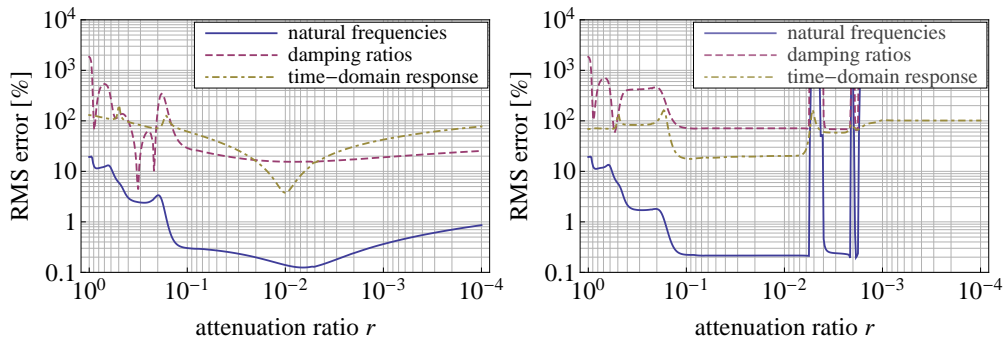 RMS error [%]
10^4
10^3
10^2
10
1
0.1
natural frequencies
damping ratios
time−domain response
10^0
10^−1
10^−2
10^−3
10^−4
attenuation ratio r
RMS error [%]
10^4
10^3
10^2
10
1
0.1
natural frequencies
damping ratios
time−domain response
10^0
10^−1
10^−2
10^−3
10^−4
attenuation ratio r